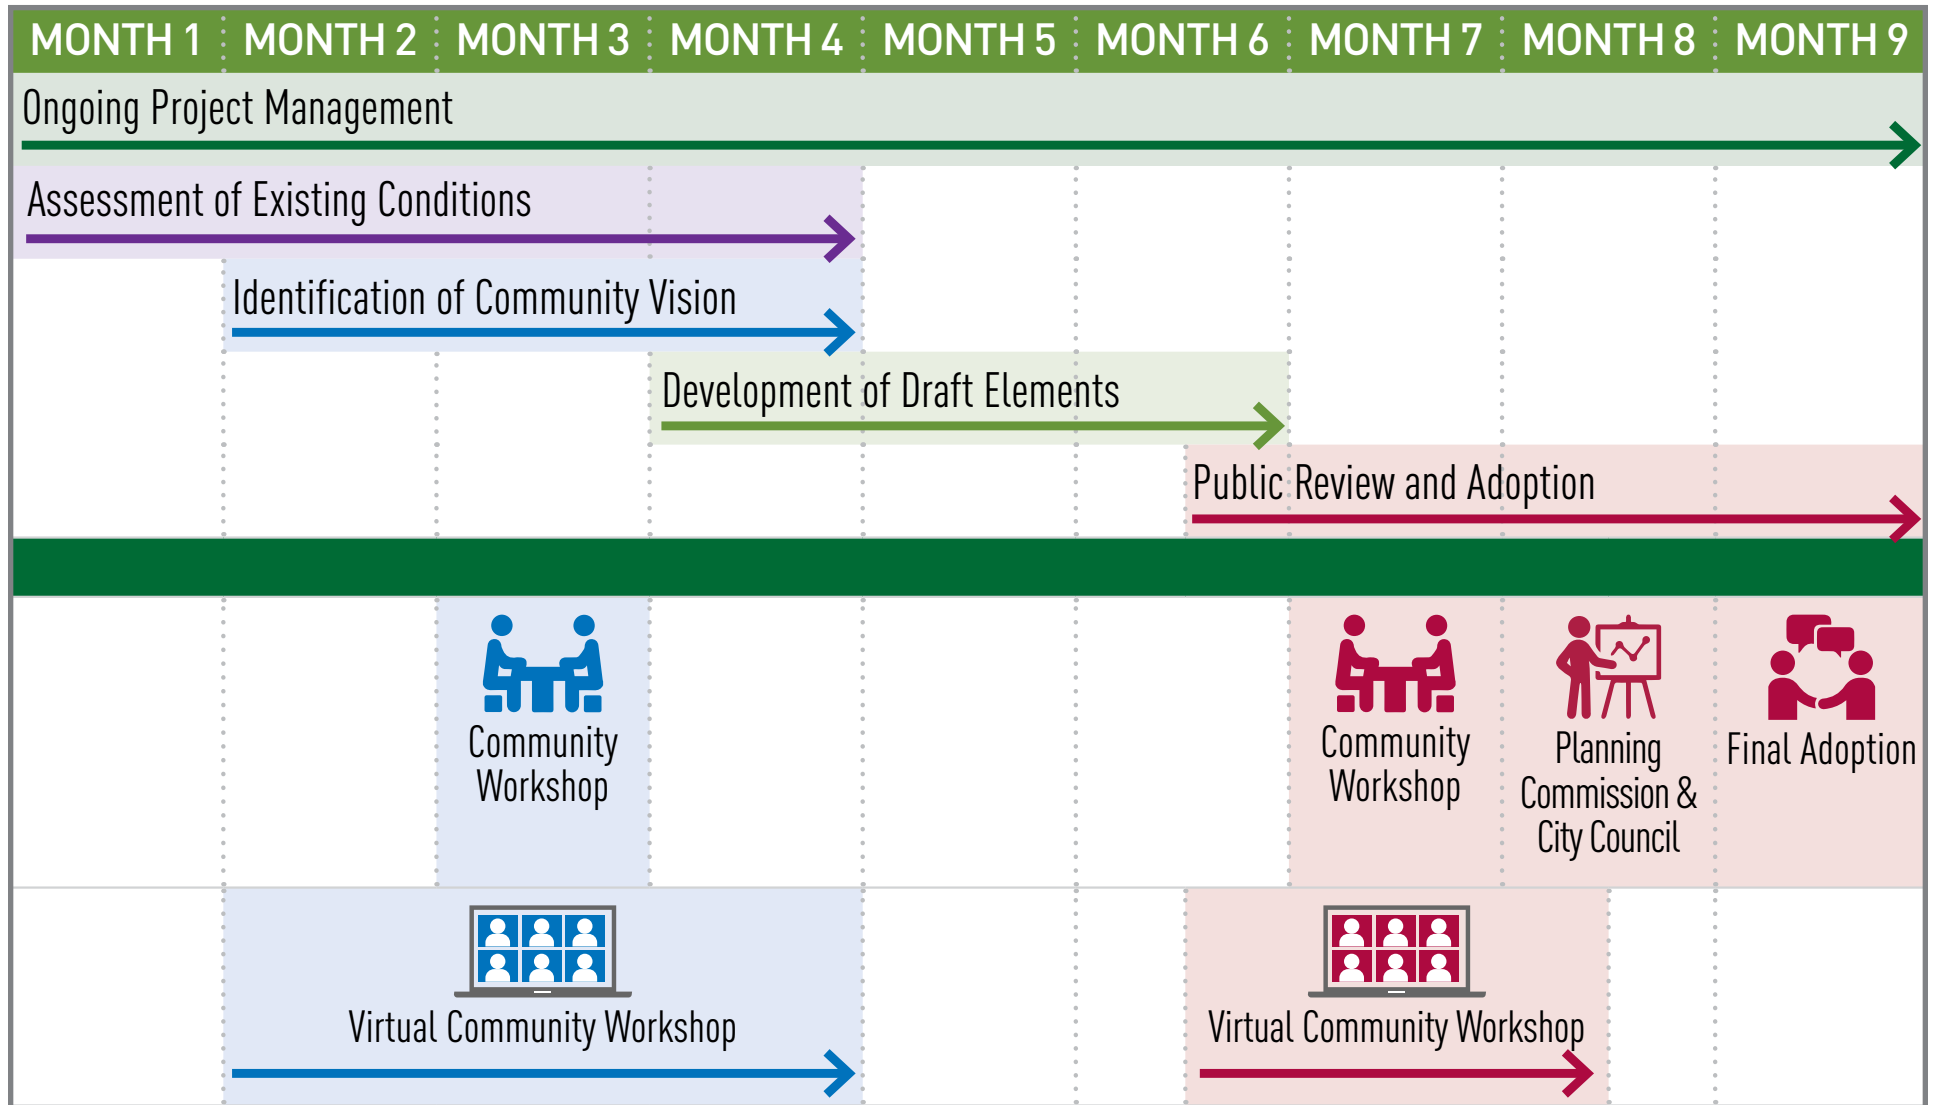 MONTH 1 MONTH 2 MONTH 3 MONTH 4 MONTH 5 MONTH 6 MONTH 7 MONTH 8 MONTH 9
Ongoing Project Management
Assessment of Existing Conditions
Identification of Community Vision
Development of Draft Elements
Public Review and Adoption
Community
Workshop
Community
Workshop
Planning
Commission &
City Council
Final Adoption
Virtual Community Workshop
Virtual Community Workshop